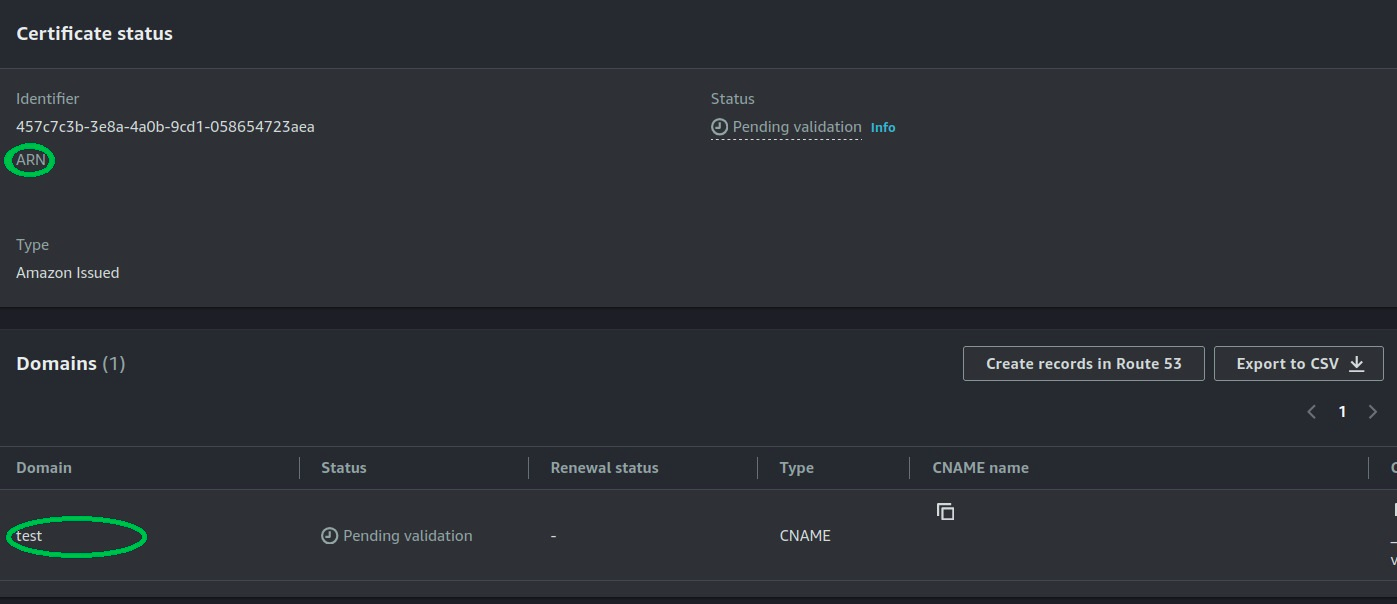 Certificate status
Identifier
457c7c3b-3e8a-4a0b-9cd1-058654723aea
ARN
Status
Pending validation Info
Type
Amazon Issued
Domains (1)
Create records in Route 53
Export to CSV
1
Domain Status Renewal status Type CNAME name
test Pending validation - CNAME